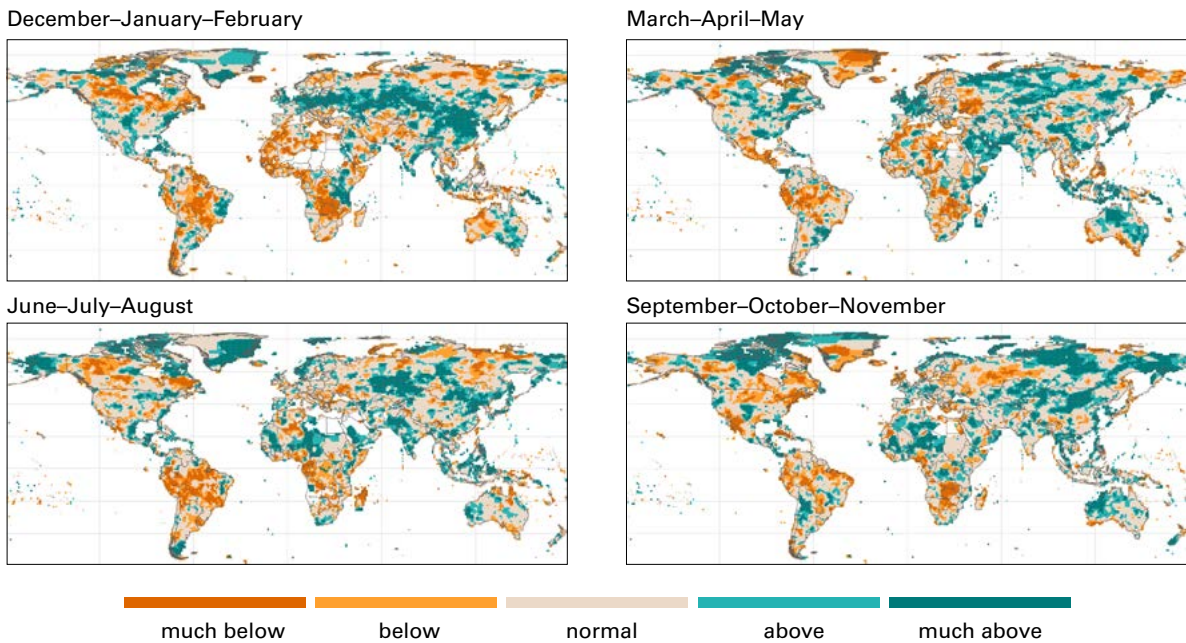 December–January–February
March–April–May
June–July–August
September–October–November
much below
below
normal
above
much above